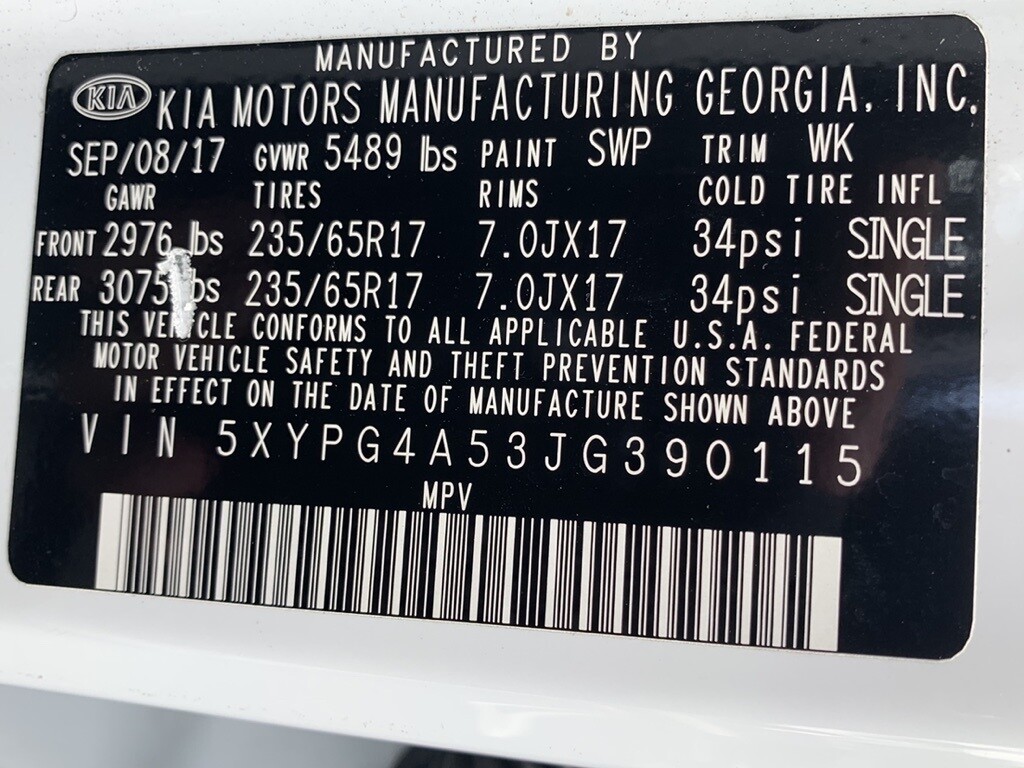 MANUFACTURED BY
KIA KIA MOTORS MANUFACTURING GEORGIA, INC.
SEP/08/17 GVWR 5489 lbs PAINT SWP TRIM WK
GAWR TIRES RIMS COLD TIRE INFL
FRONT 2976 lbs 235/65R17 7.0JX17 34psi SINGLE
REAR 235/65R17 7.0JX17 34psi SINGLE
THIS VEHICLE CONFORMS TO ALL APPLICABLE U.S.A. FEDERAL
MOTOR VEHICLE SAFETY AND THEFT PREVENTION STANDARDS
IN EFFECT ON THE DATE OF MANUFACTURE SHOWN ABOVE
VIN 5XYPG4A53JG390115
MPV